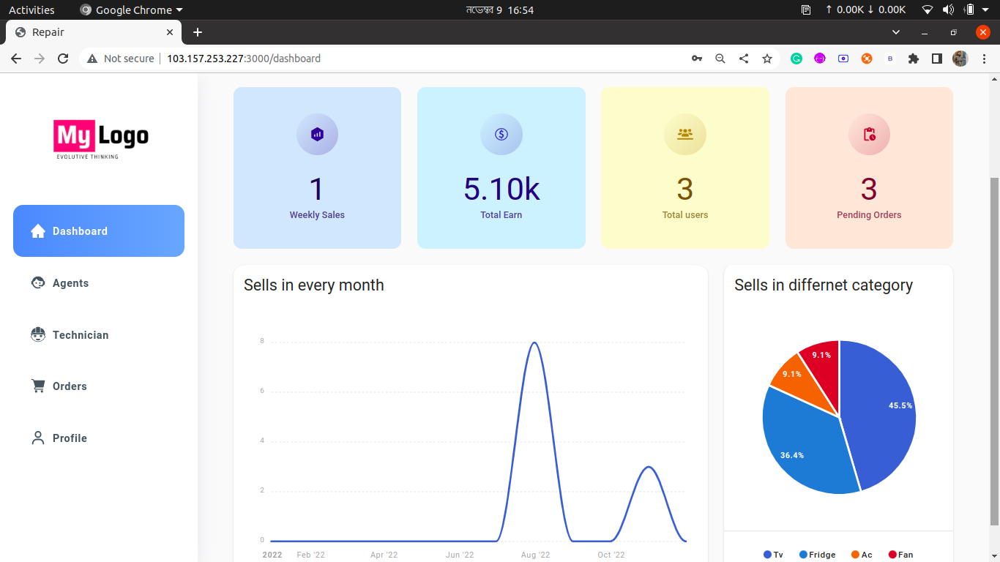 Activities
Google Chrome
নভেম্বর 9 16:54
↑ 0.00K ↓ 0.00K
Repair
Not secure
103.157.253.227:3000/dashboard
B
My Logo
EVOLUTIVE THINKING
Dashboard
Agents
Technician
Orders
Profile
1
Weekly Sales
5.10k
Total Earn
3
Total users
3
Pending Orders
Sells in every month
8
6
4
2
0
2022 Feb '22 Apr '22 Jun '22 Aug '22 Oct '22
Sells in differnet category
9.1%
9.1%
45.5%
36.4%
Tv Fridge Ac Fan